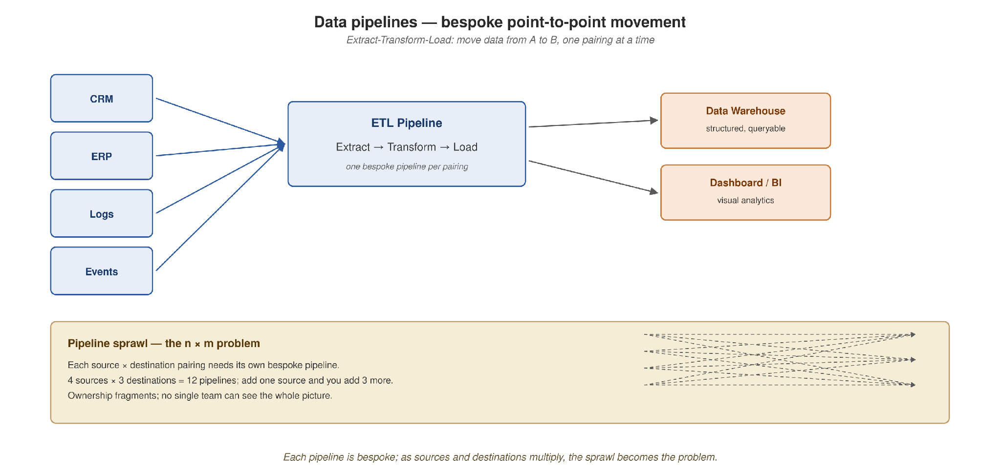 Data pipelines — bespoke point-to-point movement
Extract-Transform-Load: move data from A to B, one pairing at a time
CRM
ERP
Logs
Events
ETL Pipeline
Extract → Transform → Load
one bespoke pipeline per pairing
Data Warehouse
structured, queryable
Dashboard / BI
visual analytics
Pipeline sprawl — the n × m problem
Each source × destination pairing needs its own bespoke pipeline.
4 sources × 3 destinations = 12 pipelines; add one source and you add 3 more.
Ownership fragments; no single team can see the whole picture.
Each pipeline is bespoke; as sources and destinations multiply, the sprawl becomes the problem.